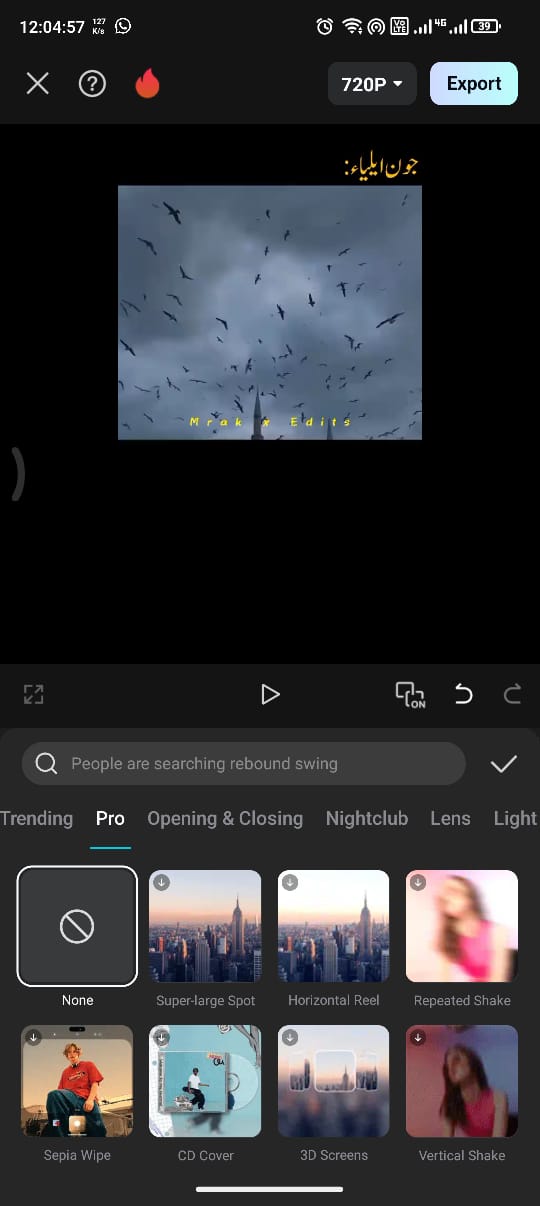 12:04:57 127 K/s Vo LTE 4G 39
720P Export
جون ایلیاء:
Mrak x Edits
ON
People are searching rebound swing
Trending Pro Opening & Closing Nightclub Lens Light
None Super-large Spot Horizontal Reel Repeated Shake
Sepia Wipe CD Cover 3D Screens Vertical Shake